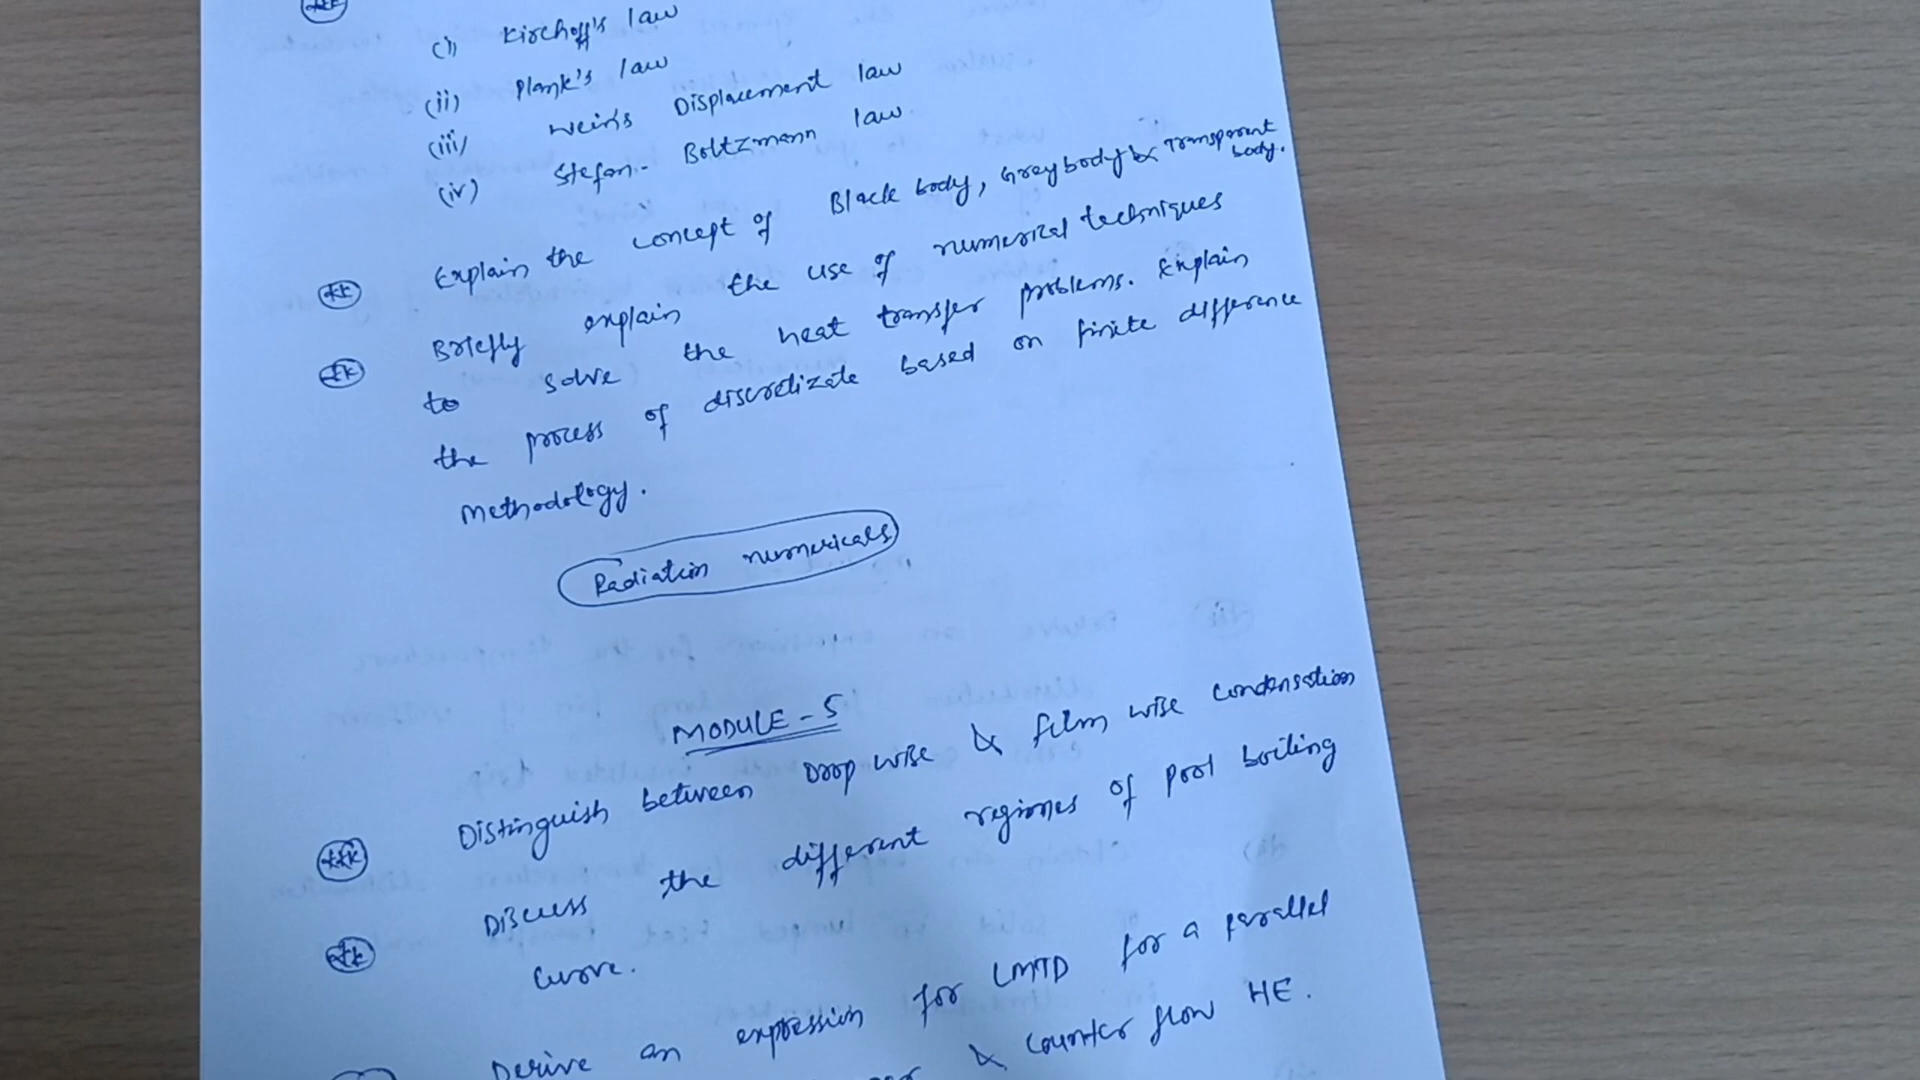 (i) Kirchoff's law
(ii) Plank's law
(iii) Wein's Displacement law
(iv) Stefan- Boltzmann law.
** Explain the concept of Black body, Grey body & Transparent body.
** Briefly explain the use of numerical techniques
to solve the heat transfer problems. Explain
the process of discretizate based on finite difference
methodology.
Radiation numericals
MODULE - 5
*** Distinguish between Drop wise & film wise condensation
** Discuss the different regimes of pool boiling
curve.
Derive an expression for LMTD for a parallel
& counter flow HE.